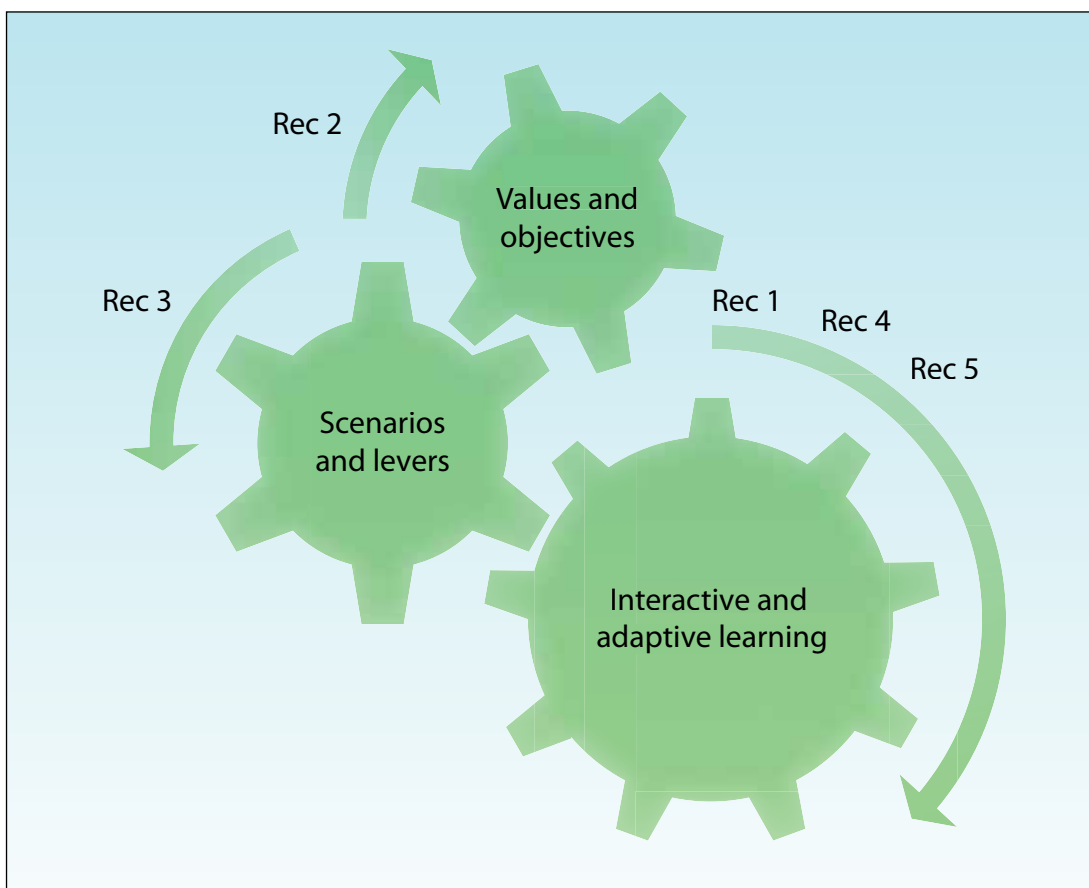 Rec 2
Values and
objectives
Rec 3
Rec 1
Rec 4
Rec 5
Scenarios
and levers
Interactive and
adaptive learning